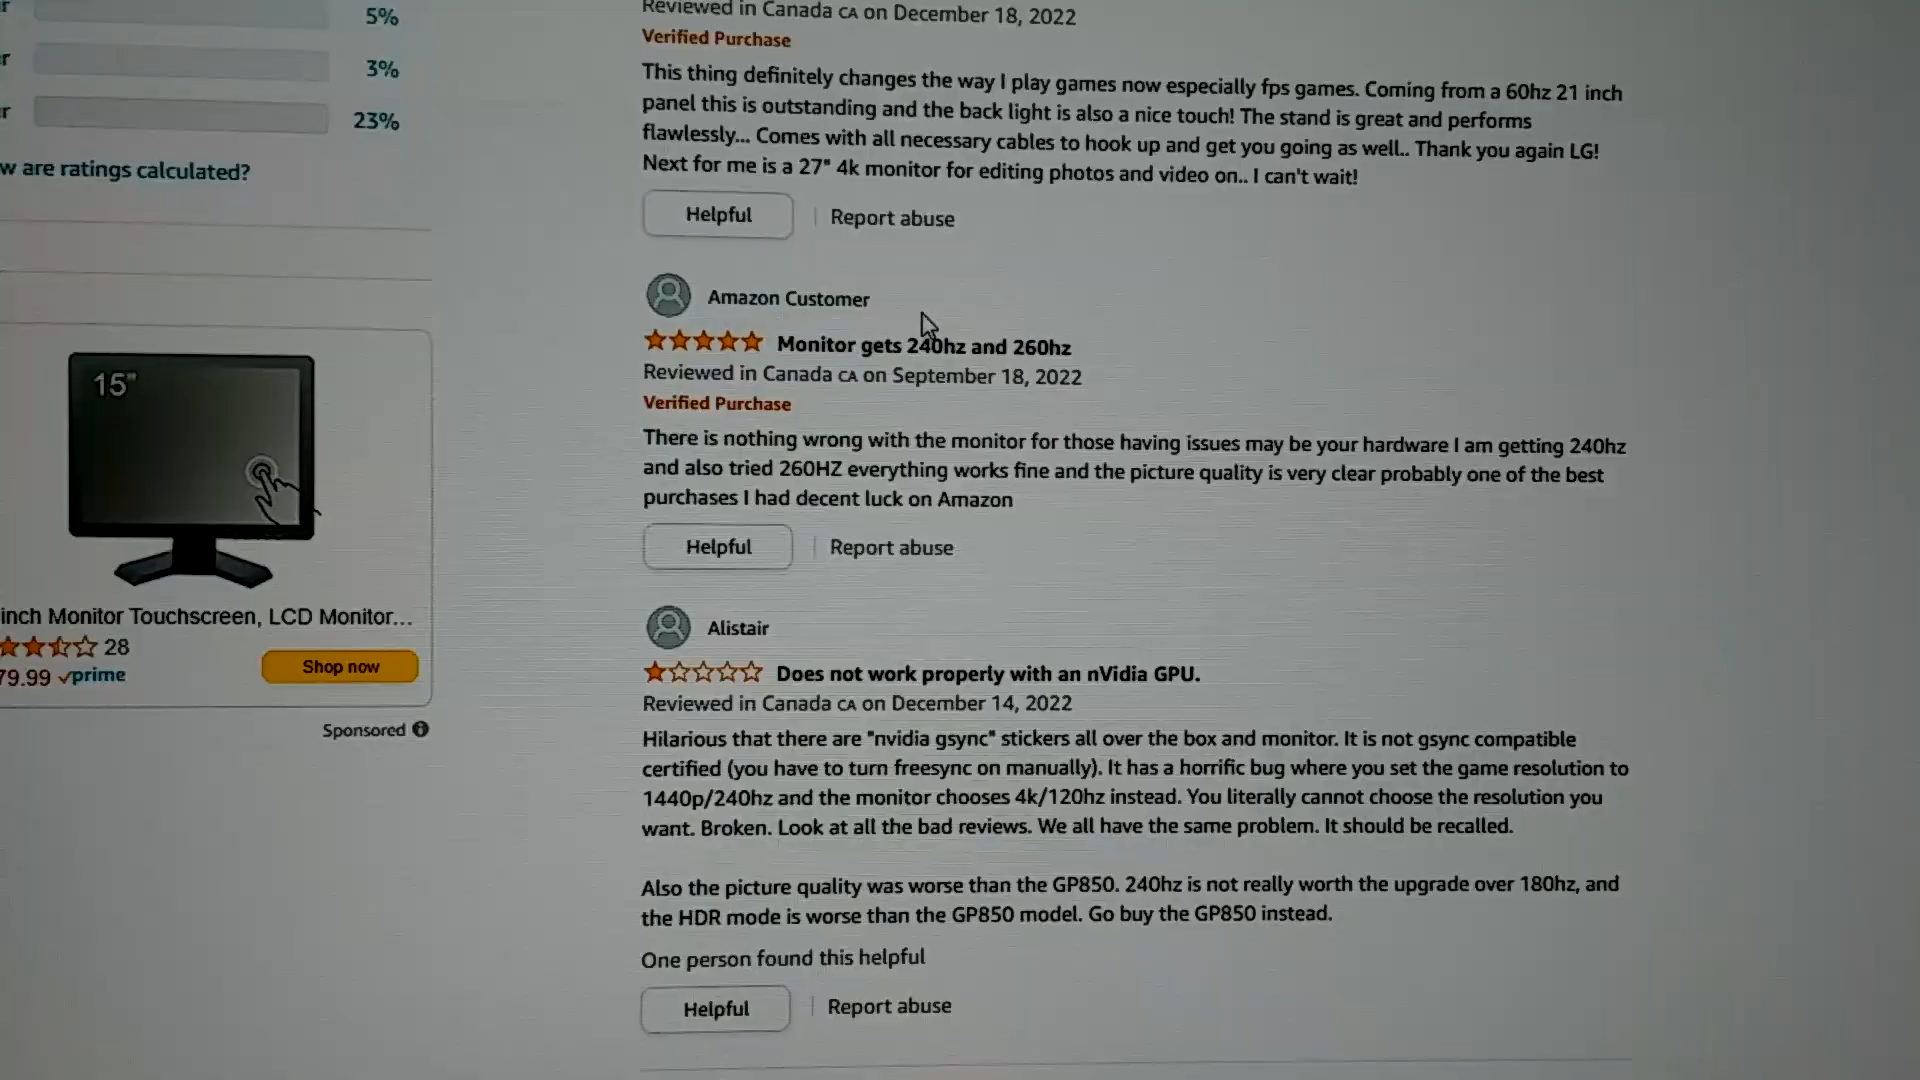 5%
3%
23%
w are ratings calculated?
15"
inch Monitor Touchscreen, LCD Monitor...
28
79.99 prime
Shop now
Sponsored
Reviewed in Canada CA on December 18, 2022
Verified Purchase
This thing definitely changes the way I play games now especially fps games. Coming from a 60hz 21 inch
panel this is outstanding and the back light is also a nice touch! The stand is great and performs
flawlessly... Comes with all necessary cables to hook up and get you going as well.. Thank you again LG!
Next for me is a 27" 4k monitor for editing photos and video on.. I can't wait!
Helpful
Report abuse
Amazon Customer
Monitor gets 240hz and 260hz
Reviewed in Canada CA on September 18, 2022
Verified Purchase
There is nothing wrong with the monitor for those having issues may be your hardware I am getting 240hz
and also tried 260HZ everything works fine and the picture quality is very clear probably one of the best
purchases I had decent luck on Amazon
Helpful
Report abuse
Alistair
Does not work properly with an nVidia GPU.
Reviewed in Canada CA on December 14, 2022
Hilarious that there are "nvidia gsync" stickers all over the box and monitor. It is not gsync compatible
certified (you have to turn freesync on manually). It has a horrific bug where you set the game resolution to
1440p/240hz and the monitor chooses 4k/120hz instead. You literally cannot choose the resolution you
want. Broken. Look at all the bad reviews. We all have the same problem. It should be recalled.
Also the picture quality was worse than the GP850. 240hz is not really worth the upgrade over 180hz, and
the HDR mode is worse than the GP850 model. Go buy the GP850 instead.
One person found this helpful
Helpful
Report abuse